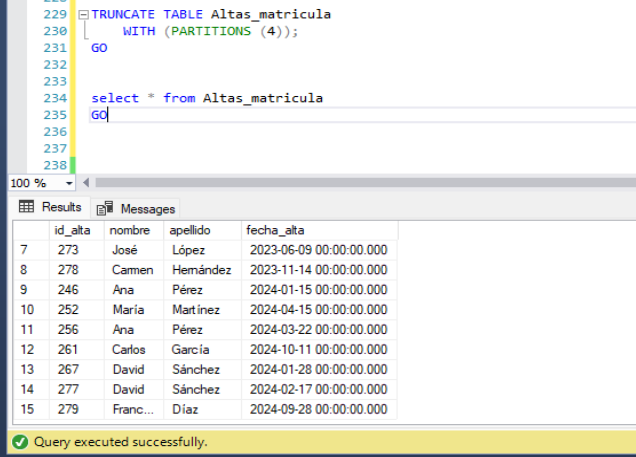 229 TRUNCATE TABLE Altas_matricula
230 WITH (PARTITIONS (4));
231 GO
232
233
234 select * from Altas_matricula
235 GO
236
237
238
100 %
Results Messages
id_alta nombre apellido fecha_alta
7 273 José López 2023-06-09 00:00:00.000
8 278 Carmen Hernández 2023-11-14 00:00:00.000
9 246 Ana Pérez 2024-01-15 00:00:00.000
10 252 María Martínez 2024-04-15 00:00:00.000
11 256 Ana Pérez 2024-03-22 00:00:00.000
12 261 Carlos García 2024-10-11 00:00:00.000
13 267 David Sánchez 2024-01-28 00:00:00.000
14 277 David Sánchez 2024-02-17 00:00:00.000
15 279 Franc... Díaz 2024-09-28 00:00:00.000
Query executed successfully.